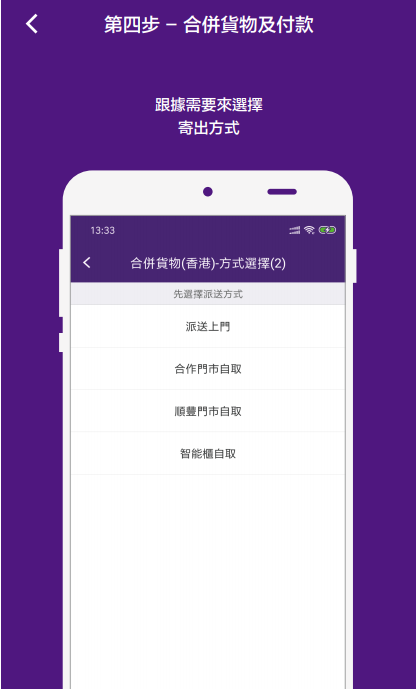 第四步 – 合併貨物及付款
跟據需要來選擇
寄出方式
13:33
合併貨物(香港)-方式選擇(2)
先選擇派送方式
派送上門
合作門市自取
順豐門市自取
智能櫃自取